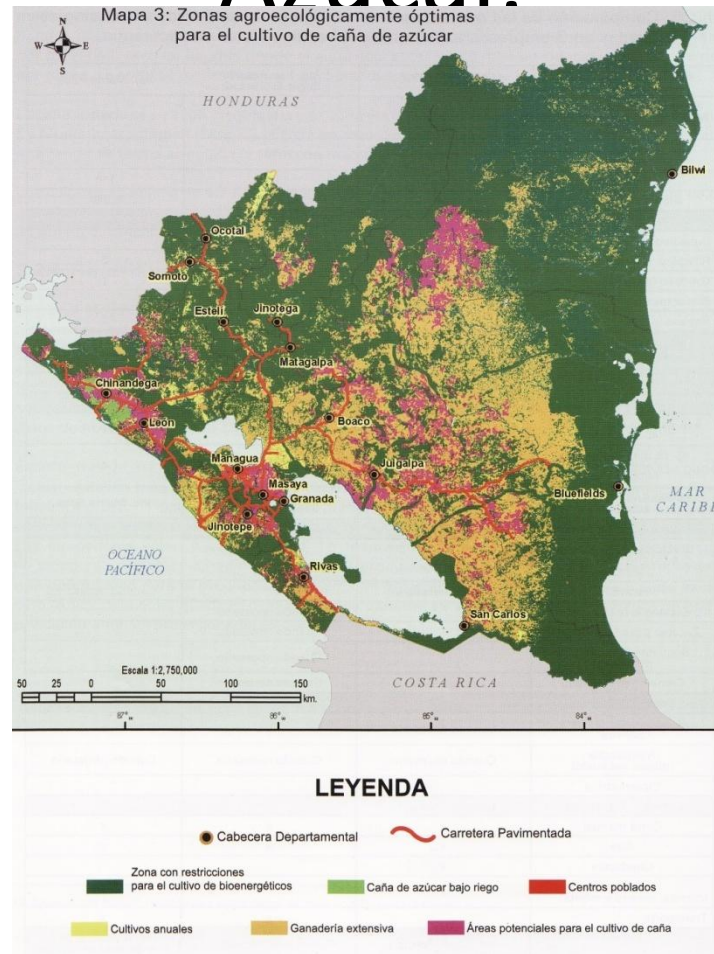 Azúcar.
Mapa 3: Zonas agroecológicamente óptimas
para el cultivo de caña de azúcar
N
W E
S
HONDURAS
Bilwi
Ocotal
Somoto
Estelí
Jinotega
Matagalpa
Chinandega
León
Boaco
Managua
Juigalpa
Masaya
Granada
Bluefields
MAR
CARIBE
Jinotepe
OCEANO
PACÍFICO
Rivas
San Carlos
Escala 1:2,750,000
50 25 0 50 100 150
km.
COSTA RICA
87°w 86°w 85°w 84°w
LEYENDA
Cabecera Departamental Carretera Pavimentada
Zona con restricciones
para el cultivo de bioenergéticos Caña de azúcar bajo riego Centros poblados
Cultivos anuales Ganadería extensiva Áreas potenciales para el cultivo de caña